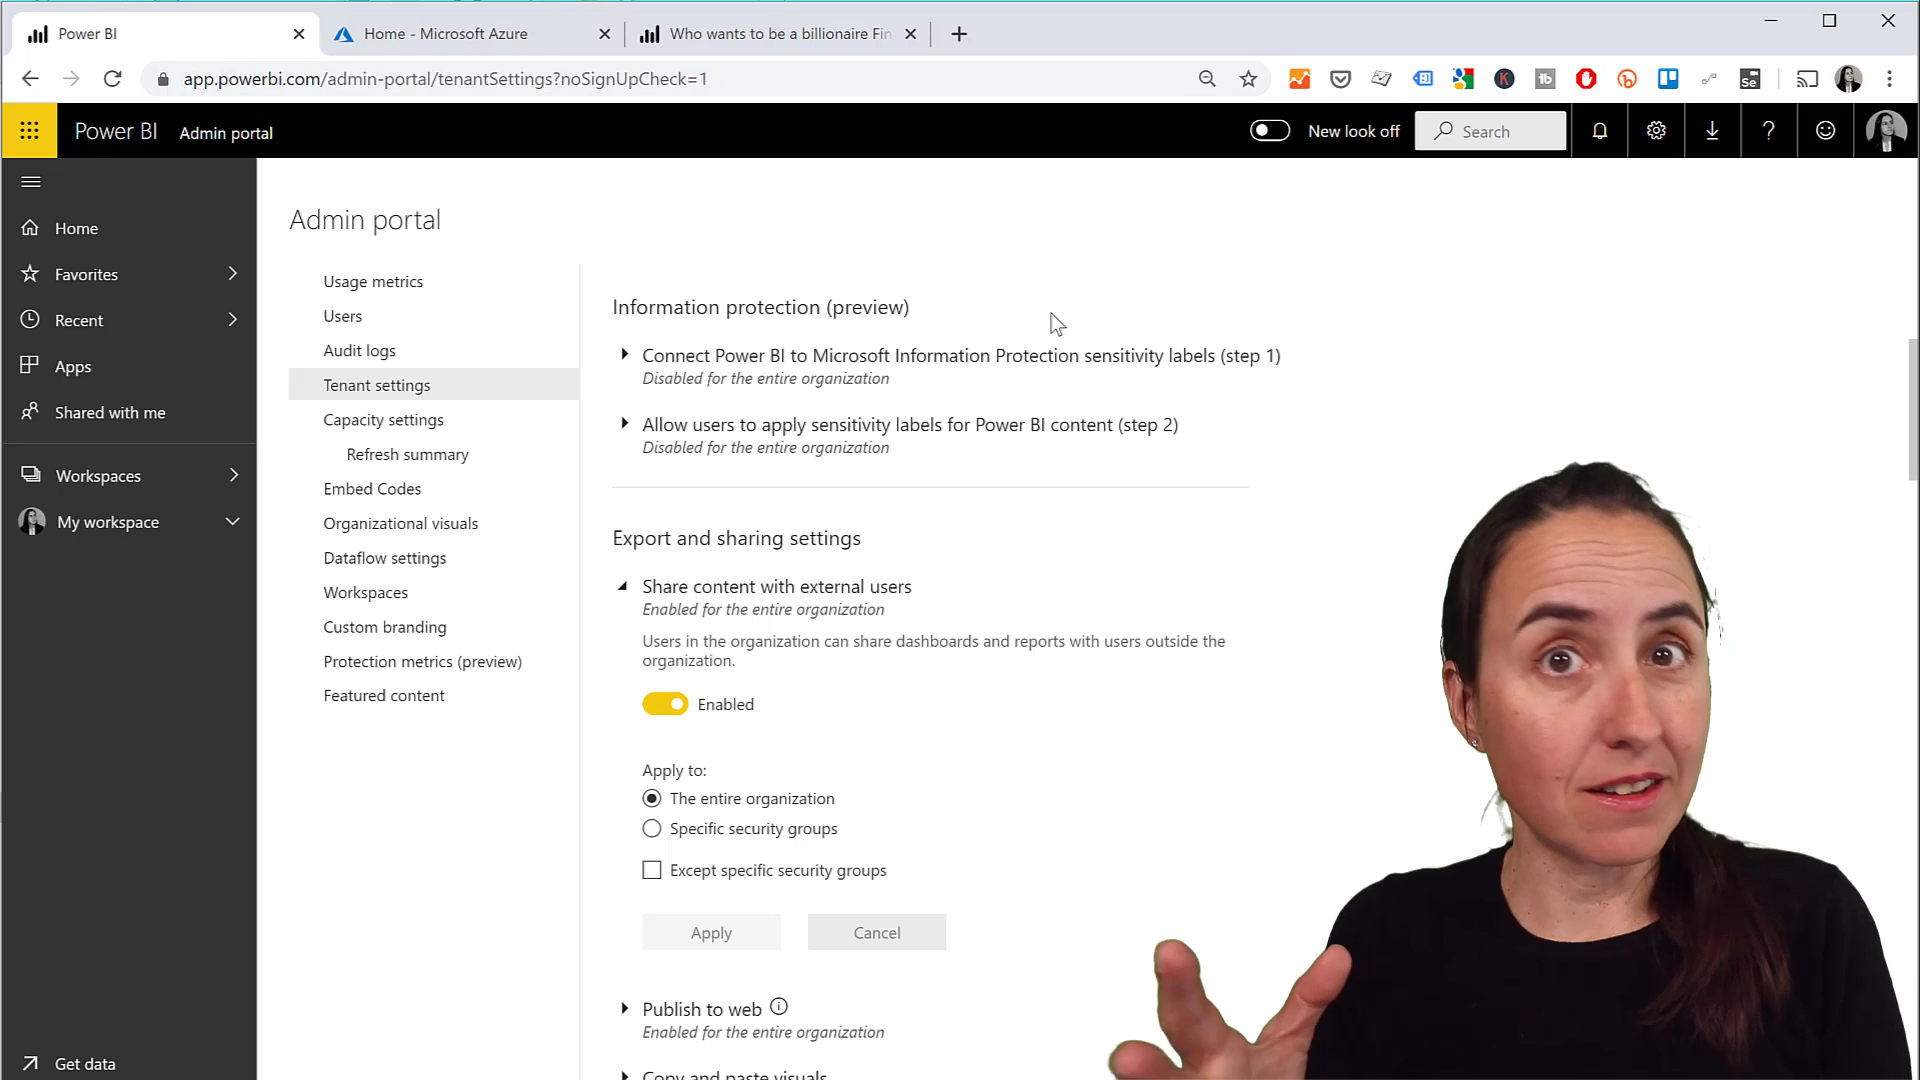 Power BI
Home - Microsoft Azure
Who wants to be a billionaire Fin
app.powerbi.com/admin-portal/tenantSettings?noSignUpCheck=1
Power BI
Admin portal
New look off
Search
Home
Favorites
Recent
Apps
Shared with me
Workspaces
My workspace
Get data
Admin portal
Usage metrics
Users
Audit logs
Tenant settings
Capacity settings
Refresh summary
Embed Codes
Organizational visuals
Dataflow settings
Workspaces
Custom branding
Protection metrics (preview)
Featured content
Information protection (preview)
Connect Power BI to Microsoft Information Protection sensitivity labels (step 1)
Disabled for the entire organization
Allow users to apply sensitivity labels for Power BI content (step 2)
Disabled for the entire organization
Export and sharing settings
Share content with external users
Enabled for the entire organization
Users in the organization can share dashboards and reports with users outside the
organization.
Enabled
Apply to:
The entire organization
Specific security groups
Except specific security groups
Apply
Cancel
Publish to web
Enabled for the entire organization
Copy and paste visuals